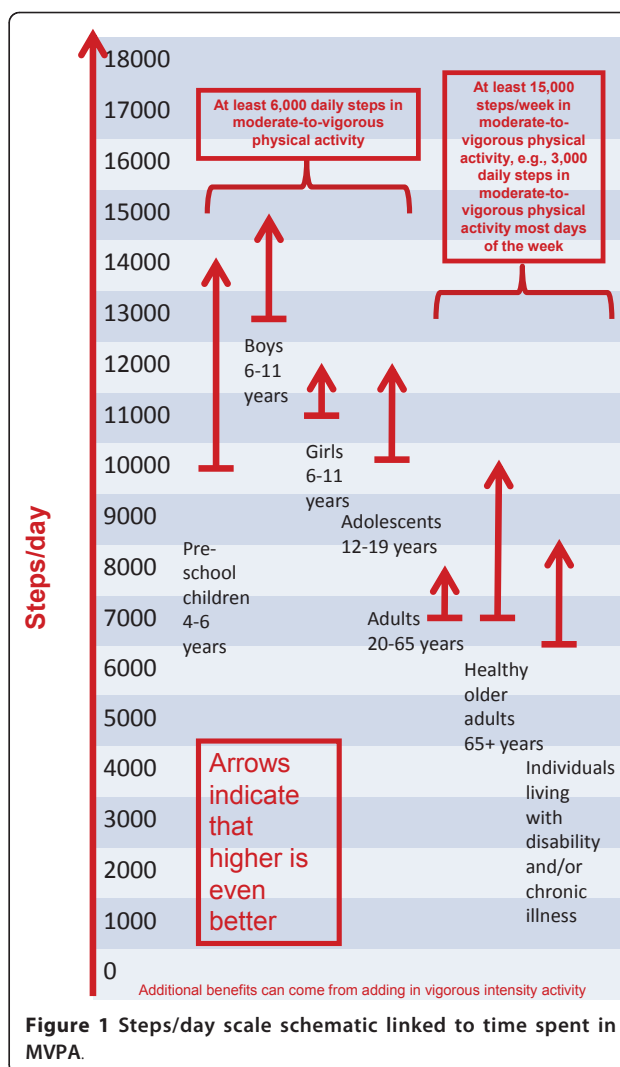 18000
17000
16000
15000
14000
13000
12000
11000
10000
9000
8000
7000
6000
5000
4000
3000
2000
1000
0
Steps/day
At least 6,000 daily steps in
moderate-to-vigorous
physical activity
At least 15,000
steps/week in
moderate-to-
vigorous physical
activity, e.g., 3,000
daily steps in
moderate-to-
vigorous physical
activity most days
of the week
Boys
6-11
years
Girls
6-11
years
Adolescents
12-19 years
Pre-
school
children
4-6
years
Adults
20-65 years
Healthy
older
adults
65+ years
Individuals
living
with
disability
and/or
chronic
illness
Arrows
indicate
that
higher is
even
better
Additional benefits can come from adding in vigorous intensity activity
Figure 1 Steps/day scale schematic linked to time spent in
MVPA.